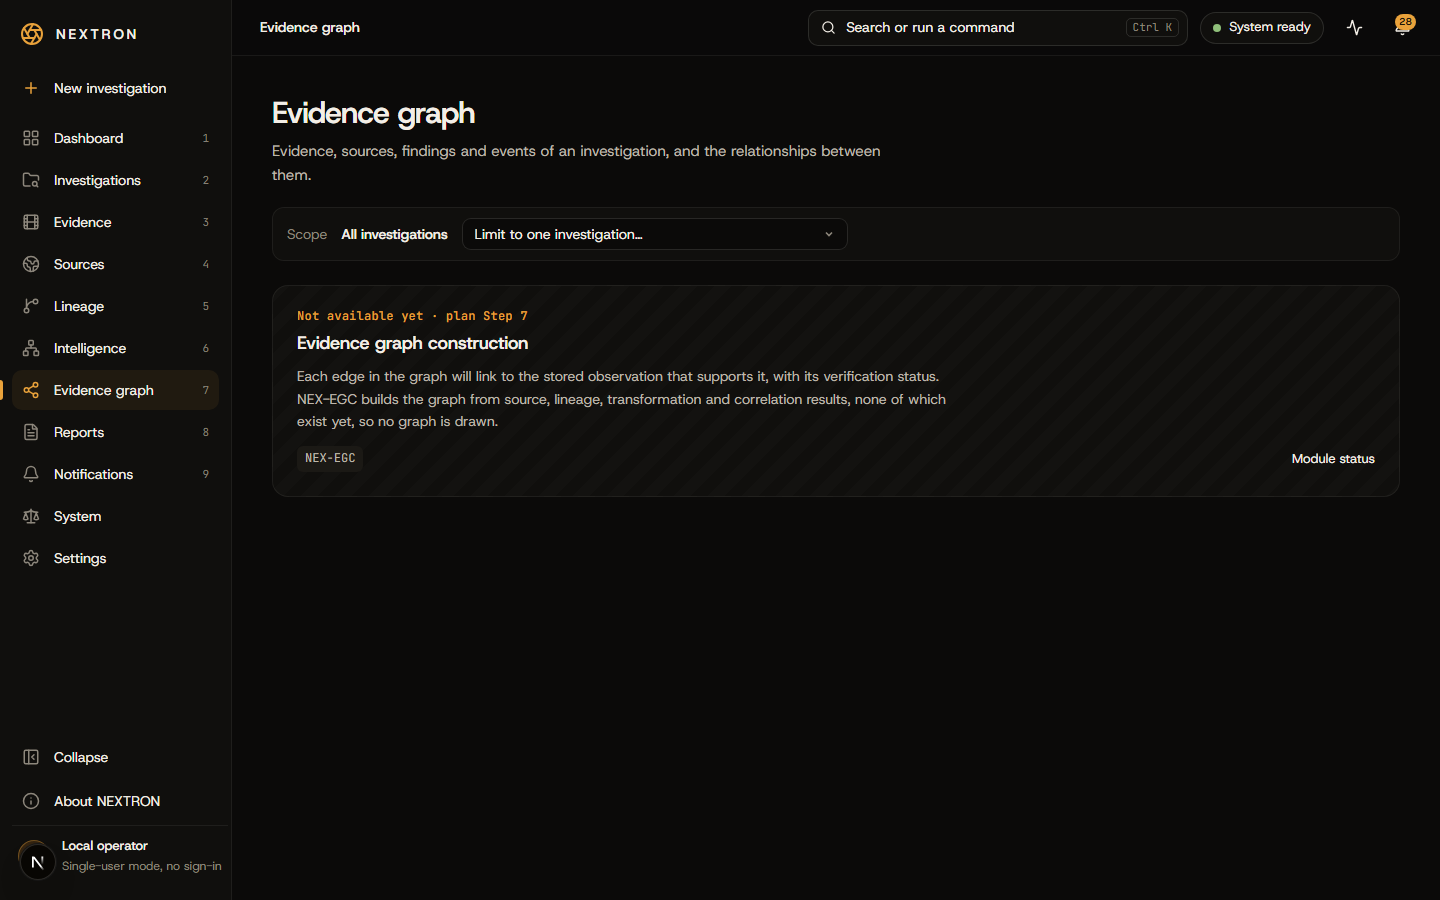 NEXTRON
New investigation
Dashboard 1
Investigations 2
Evidence 3
Sources 4
Lineage 5
Intelligence 6
Evidence graph 7
Reports 8
Notifications 9
System
Settings
Collapse
About NEXTRON
N
Local operator
Single-user mode, no sign-in
Evidence graph
Search or run a command Ctrl K
System ready
28
Evidence graph
Evidence, sources, findings and events of an investigation, and the relationships between
them.
Scope All investigations Limit to one investigation...
Not available yet · plan Step 7
Evidence graph construction
Each edge in the graph will link to the stored observation that supports it, with its verification status.
NEX-EGC builds the graph from source, lineage, transformation and correlation results, none of which
exist yet, so no graph is drawn.
NEX-EGC
Module status